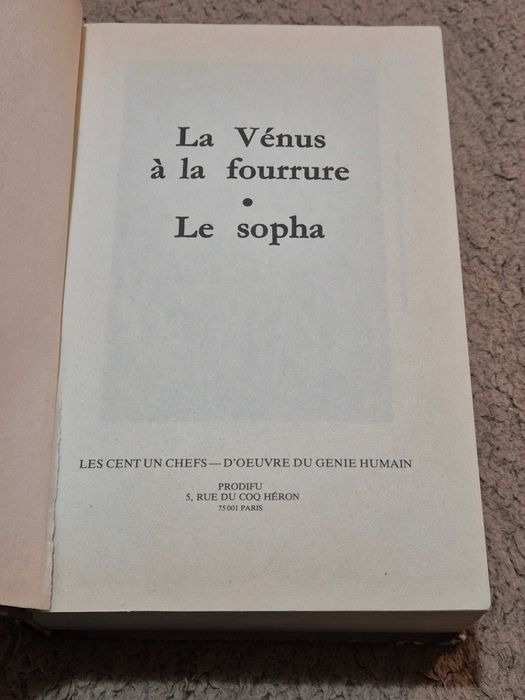 La Vénus
à la fourrure
•
Le sopha
LES CENT UN CHEFS — D'OEUVRE DU GENIE HUMAIN
PRODIFU
5, RUE DU COQ HÉRON
75001 PARIS